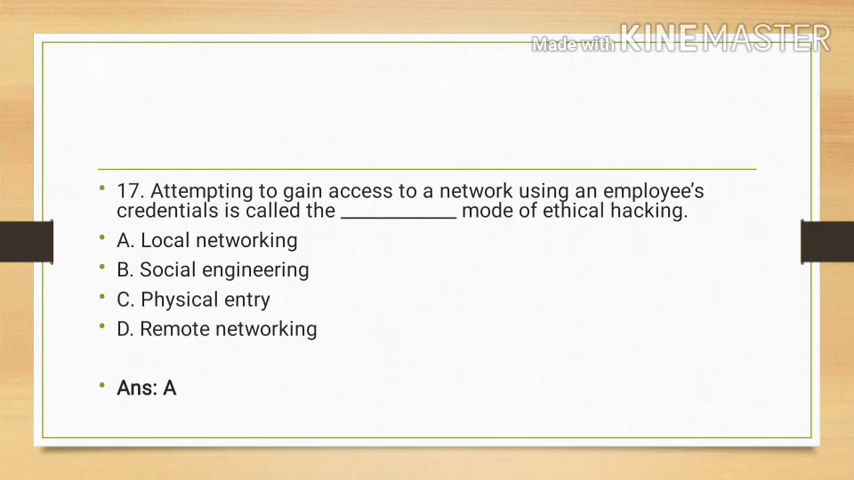 Made with KINEMASTER
• 17. Attempting to gain access to a network using an employee’s
credentials is called the ___________ mode of ethical hacking.
• A. Local networking
• B. Social engineering
• C. Physical entry
• D. Remote networking
• Ans: A